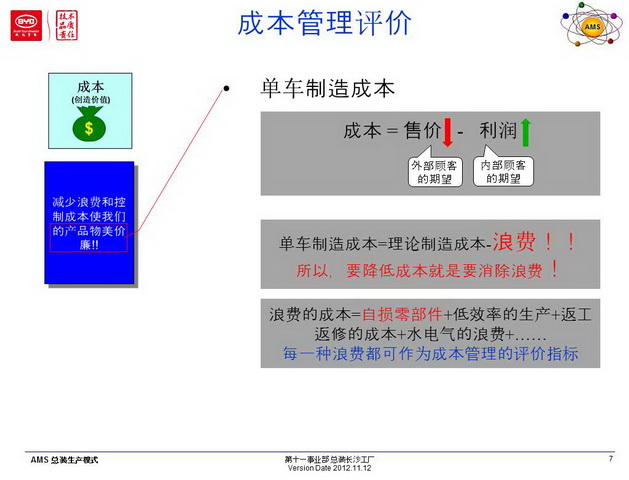 成本管理评价
BYD
技术
品质
责任
AMS
成本
(创造价值)
$
减少浪费和控
制成本使我们
的产品物美价
廉!!
• 单车制造成本
成本 = 售价 - 利润
外部顾客
的期望
内部顾客
的期望
单车制造成本=理论制造成本-浪费！！
所以，要降低成本就是要消除浪费！
浪费的成本=自损零部件+低效率的生产+返工
返修的成本+水电气的浪费+……
每一种浪费都可作为成本管理的评价指标
AMS 总装生产模式
第十一事业部总装长沙工厂
Version Date 2012.11.12
7